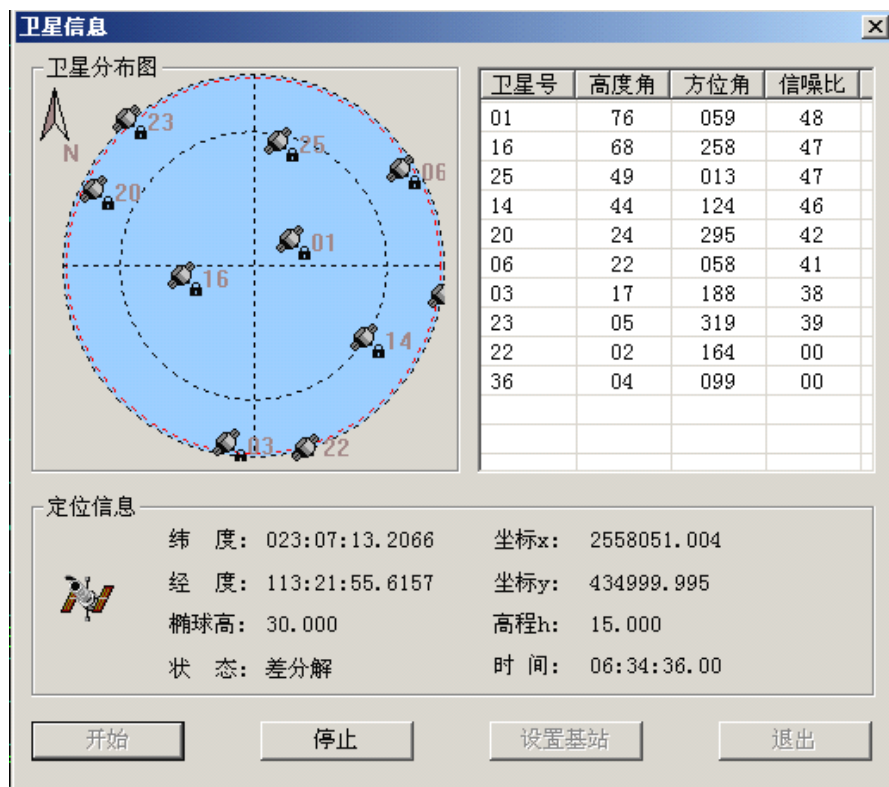 卫星信息
卫星分布图
N
23
25
06
20
01
16
14
03
22
卫星号 高度角 方位角 信噪比
01 76 059 48
16 68 258 47
25 49 013 47
14 44 124 46
20 24 295 42
06 22 058 41
03 17 188 38
23 05 319 39
22 02 164 00
36 04 099 00
定位信息
纬 度: 023:07:13.2066 坐标x: 2558051.004
经 度: 113:21:55.6157 坐标y: 434999.995
椭球高: 30.000 高程h: 15.000
状 态: 差分解 时 间: 06:34:36.00
开始 停止 设置基站 退出